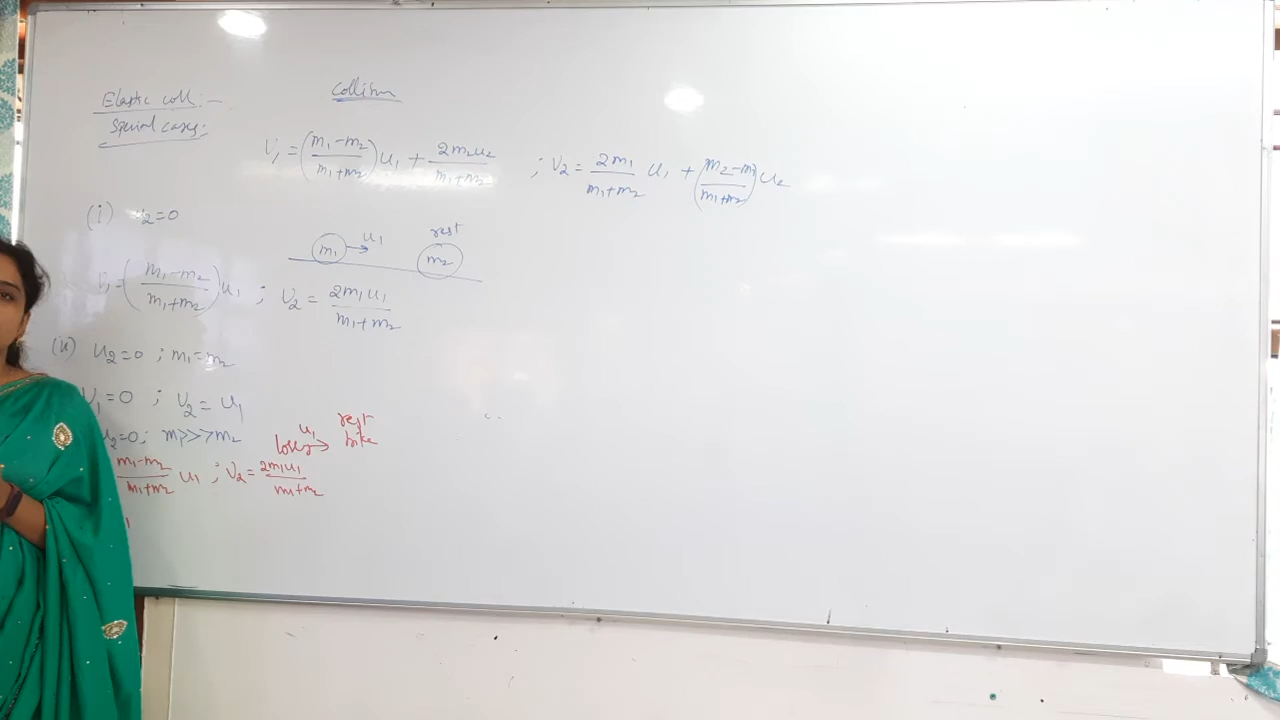 Collision
Elastic coll:-
Special cases:-
V₁ = ((m₁-m₂)/(m₁+m₂))u₁ + 2m₂u₂/(m₁+m₂) ; V₂ = 2m₁/(m₁+m₂) u₁ + ((m₂-m₁)/(m₁+m₂))u₂
(i) u₂=0
m₁ → u₁ rest m₂
V₁=((m₁-m₂)/(m₁+m₂))u₁ ; V₂ = 2m₁u₁/(m₁+m₂)
(ii) u₂=0 ; m₁=m₂
V₁=0 ; V₂ = u₁
u₂=0; m₁>>>m₂
u₁ → rest
bike
(m₁-m₂)/(m₁+m₂) u₁ ; V₂ = 2m₁u₁/(m₁+m₂)